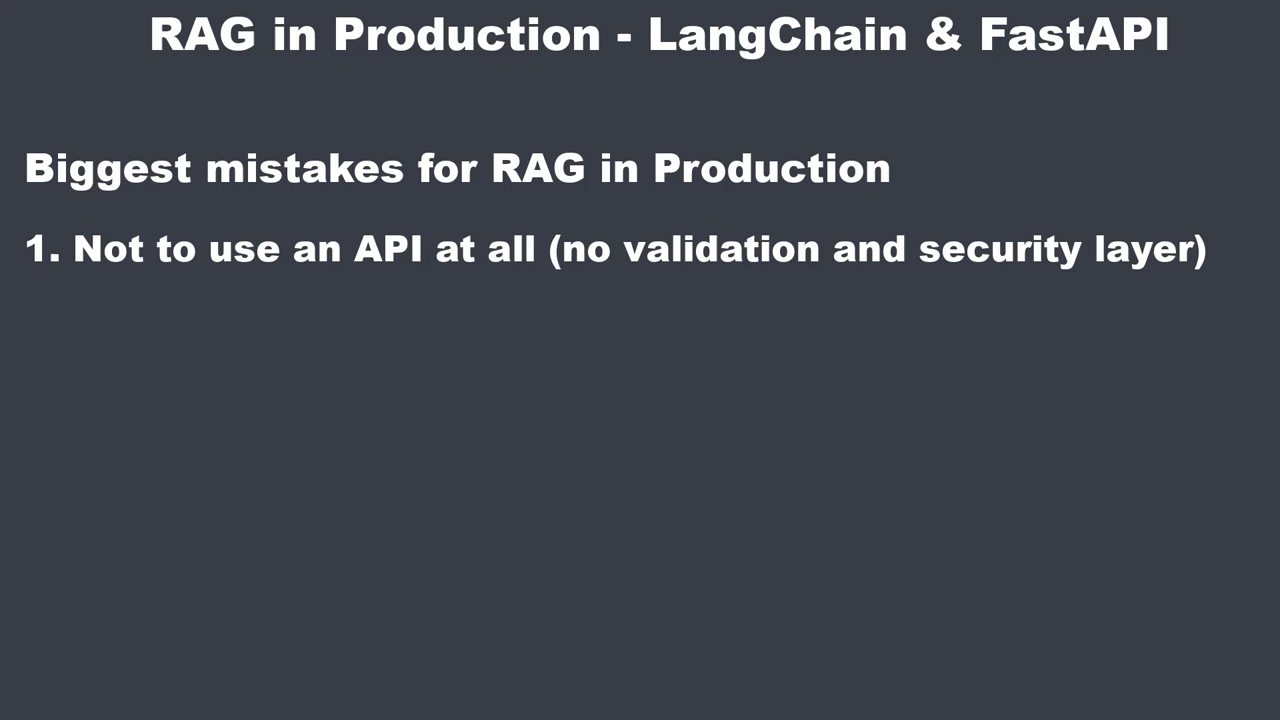 RAG in Production - LangChain & FastAPI
Biggest mistakes for RAG in Production
1. Not to use an API at all (no validation and security layer)